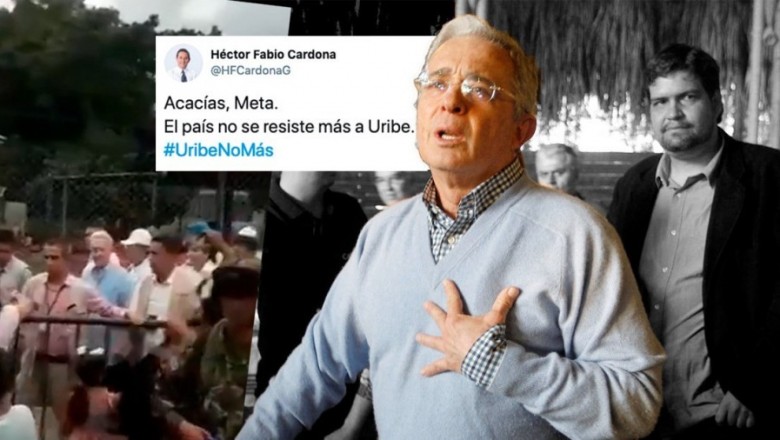 Héctor Fabio Cardona
@HFCardonaG
Acacías, Meta.
El país no se resiste más a Uribe.
#UribeNoMás